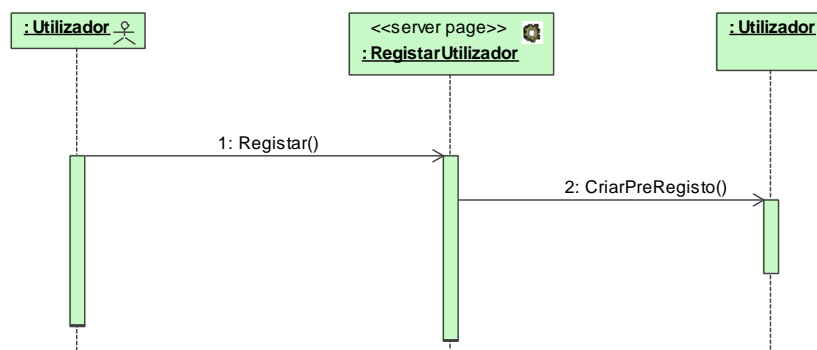 : Utilizador
<<server page>>
: RegistarUtilizador
: Utilizador
1: Registar()
2: CriarPreRegisto()